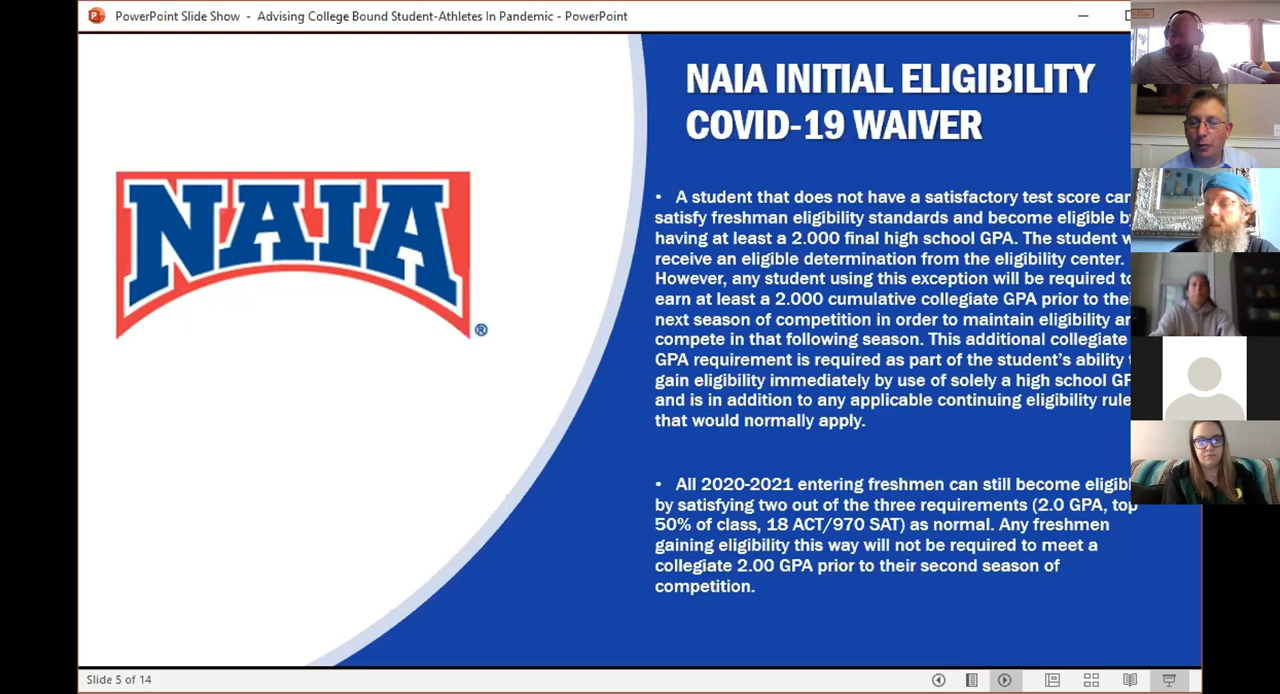 PowerPoint Slide Show - Advising College Bound Student-Athletes In Pandemic - PowerPoint
NAIA INITIAL ELIGIBILITY
COVID-19 WAIVER
NAIA
®
• A student that does not have a satisfactory test score can
satisfy freshman eligibility standards and become eligible by
having at least a 2.000 final high school GPA. The student w
receive an eligible determination from the eligibility center.
However, any student using this exception will be required to
earn at least a 2.000 cumulative collegiate GPA prior to their
next season of competition in order to maintain eligibility an
compete in that following season. This additional collegiate
GPA requirement is required as part of the student's ability t
gain eligibility immediately by use of solely a high school GP
and is in addition to any applicable continuing eligibility rule
that would normally apply.
• All 2020-2021 entering freshmen can still become eligibl
by satisfying two out of the three requirements (2.0 GPA, top
50% of class, 18 ACT/970 SAT) as normal. Any freshmen
gaining eligibility this way will not be required to meet a
collegiate 2.00 GPA prior to their second season of
competition.
Slide 5 of 14